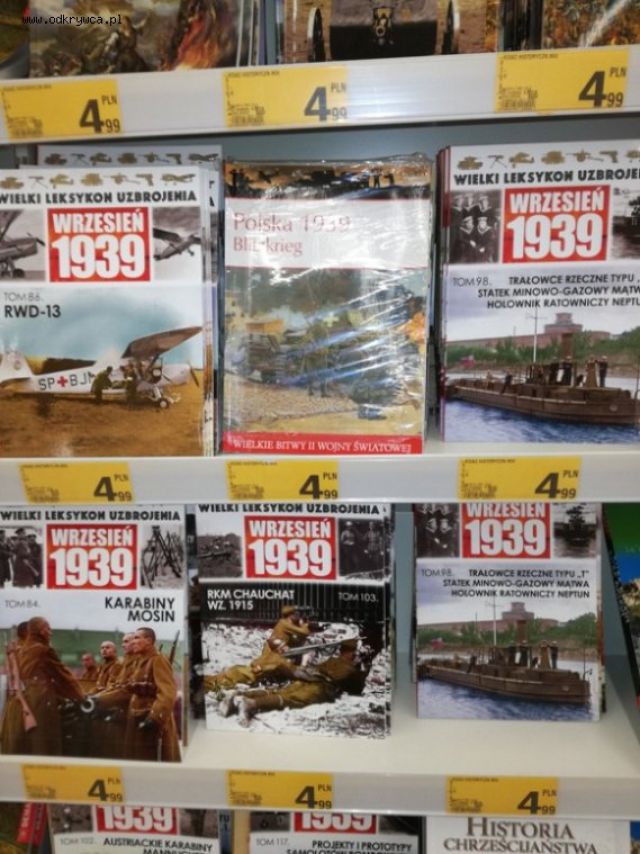 www.odkrywca.pl
4 PLN 99
4 PLN 99
4 PLN 99
WIELKI LEKSYKON UZBROJENIA
WRZESIEŃ
1939
TOM 86.
RWD-13
SP+BJN
Polska 1939
Blitzkrieg
WIELKIE BITWY II WOJNY ŚWIATOWEJ
WIELKI LEKSYKON UZBROJENIA
WRZESIEŃ
1939
TOM 98. TRAŁOWCE RZECZNE TYPU „T"
STATEK MINOWO-GAZOWY MĄTWA
HOLOWNIK RATOWNICZY NEPTUN
4 PLN 99
4 PLN 99
4 PLN 99
WIELKI LEKSYKON UZBROJENIA
WRZESIEŃ
1939
TOM 84. KARABINY
MOSIN
WIELKI LEKSYKON UZBROJENIA
WRZESIEŃ
1939
RKM CHAUCHAT
WZ. 1915
TOM 103.
WRZESIEŃ
1939
TOM 98. TRAŁOWCE RZECZNE TYPU „T"
STATEK MINOWO-GAZOWY MĄTWA
HOLOWNIK RATOWNICZY NEPTUN
4 PLN 99
4 PLN 99
4 PLN 99
1939
TOM 102. AUSTRIACKIE KARABINY
1939
TOM 117. PROJEKTY I PROTOTYPY
HISTORIA
CHRZEŚCIJAŃSTWA